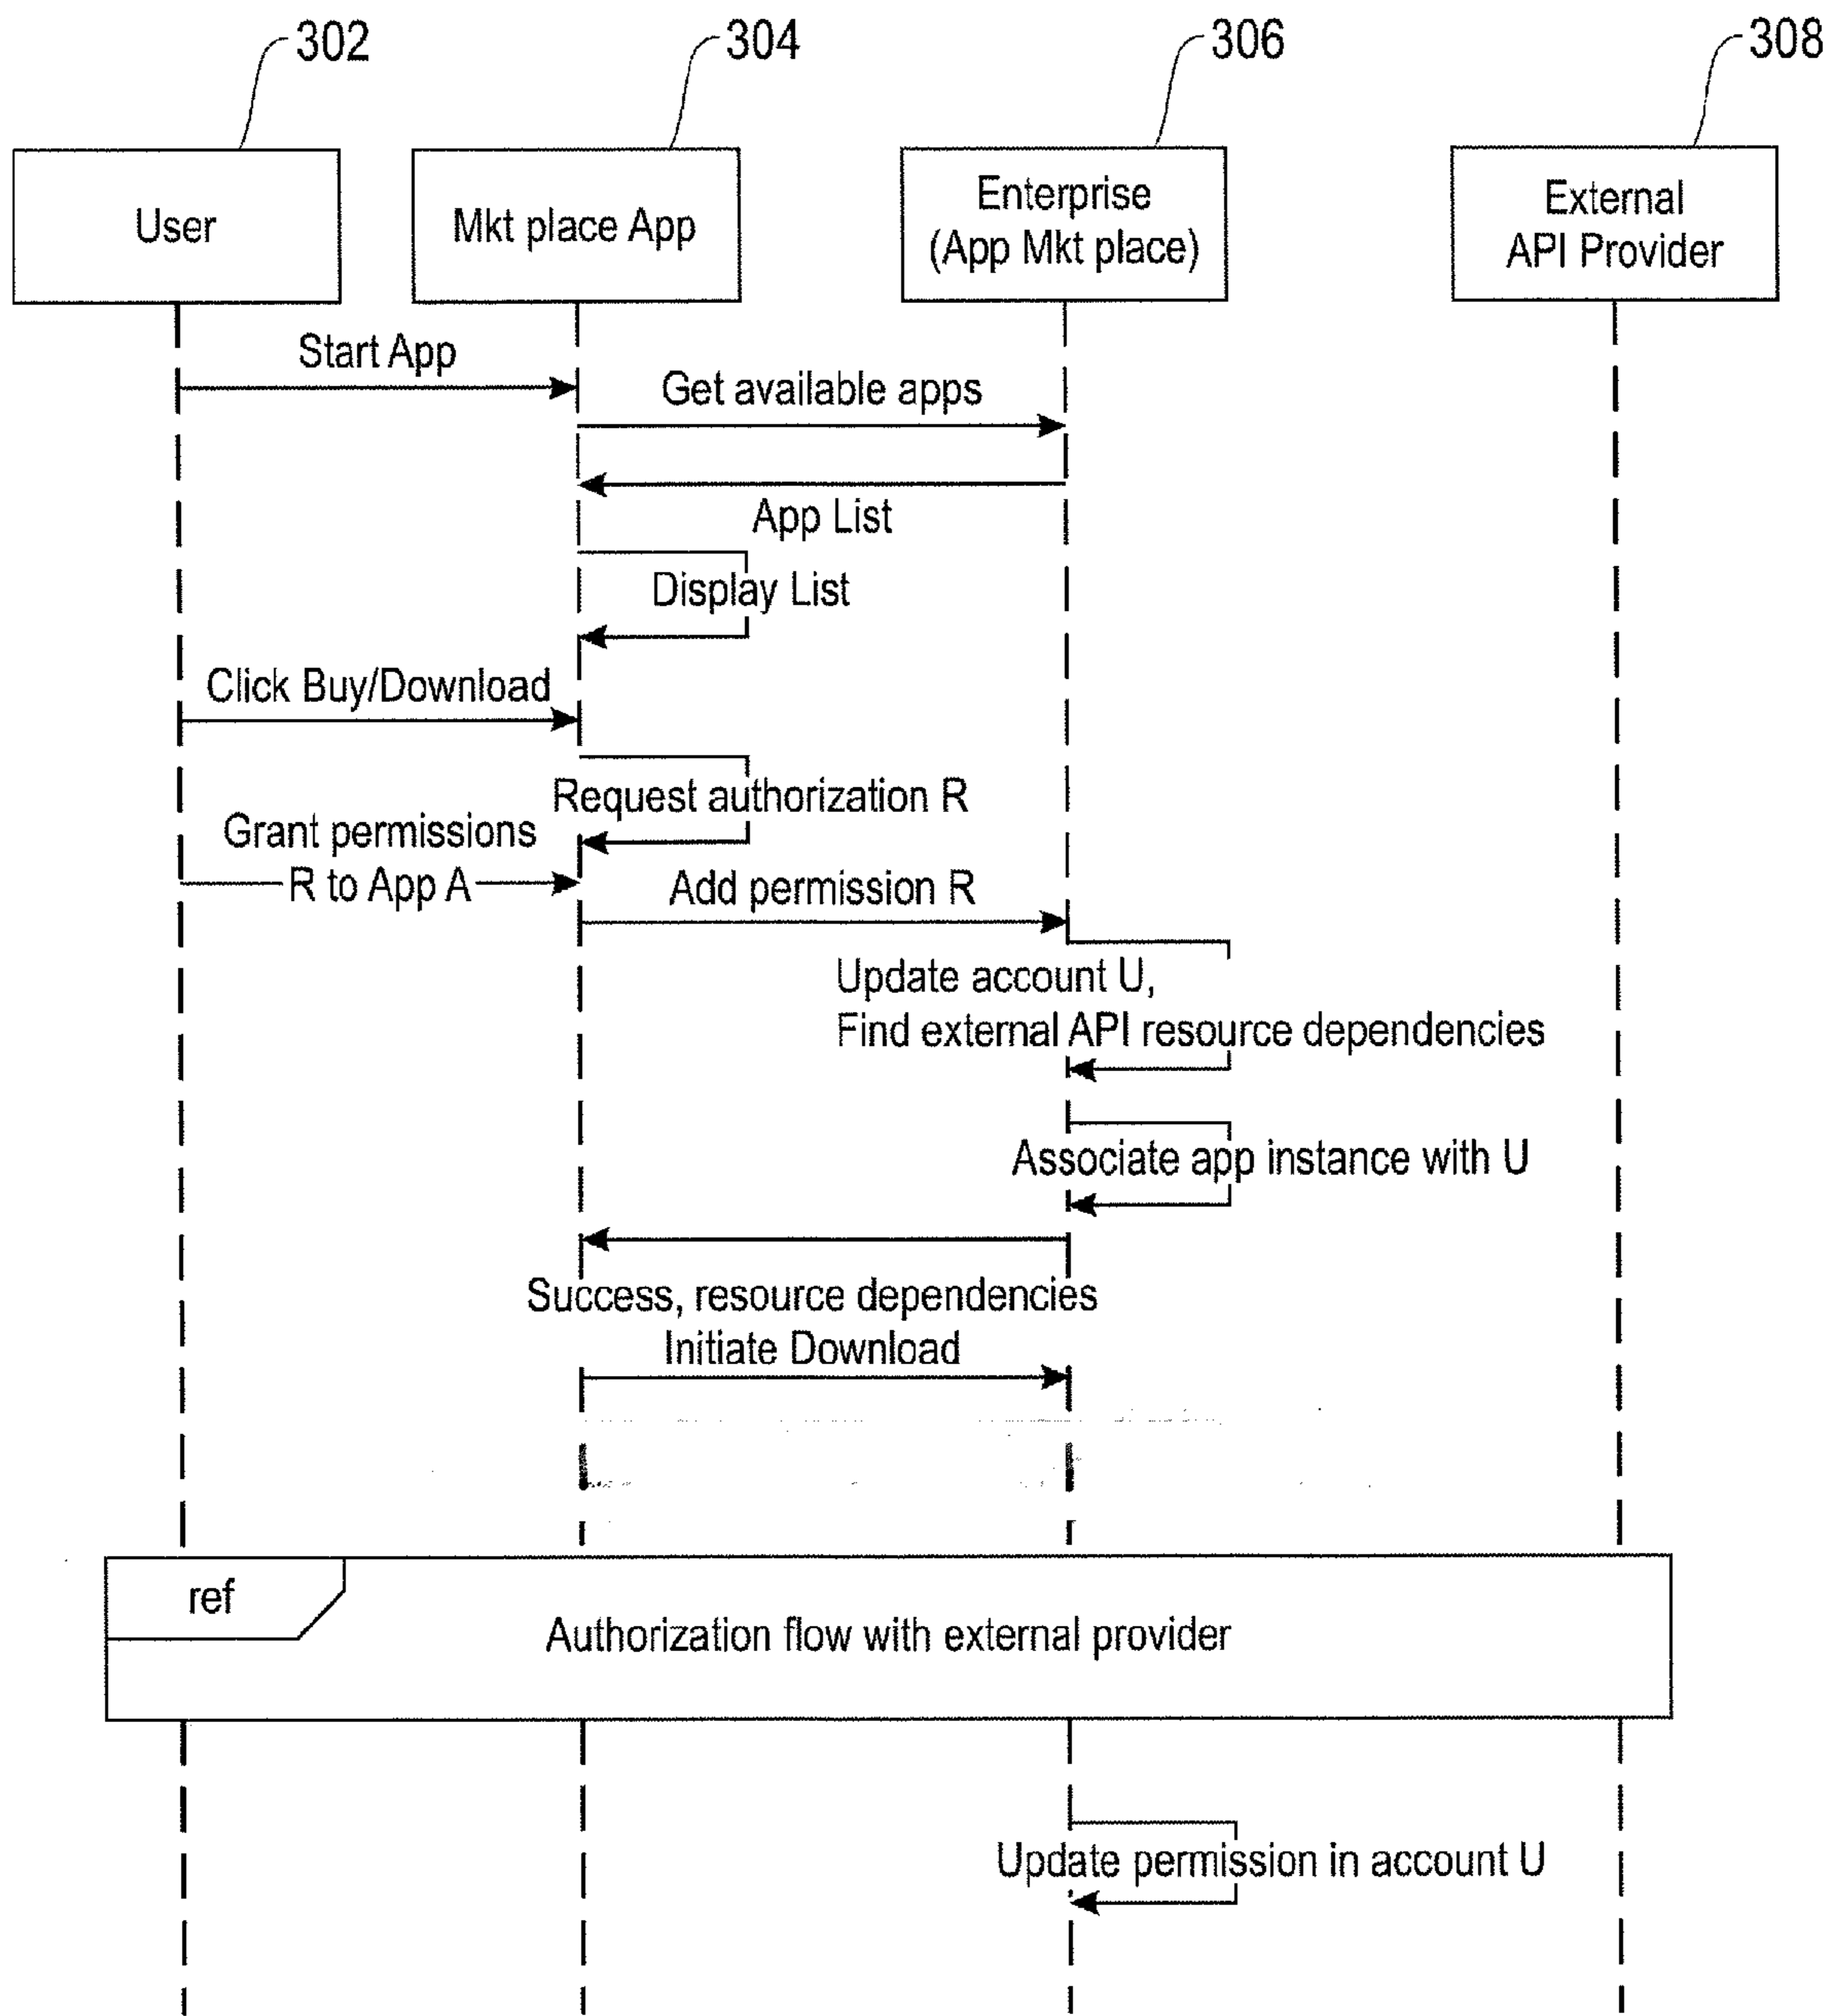 302
304
306
308
User
Mkt place App
Enterprise
(App Mkt place)
External
API Provider
Start App
Get available apps
App List
Display List
Click Buy/Download
Request authorization R
Grant permissions
R to App A
Add permission R
Update account U,
Find external API resource dependencies
Associate app instance with U
Success, resource dependencies
Initiate Download
ref
Authorization flow with external provider
Update permission in account U